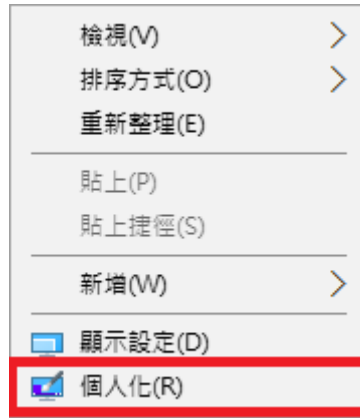 檢視(V)
排序方式(O)
重新整理(E)
貼上(P)
貼上捷徑(S)
新增(W)
顯示設定(D)
個人化(R)